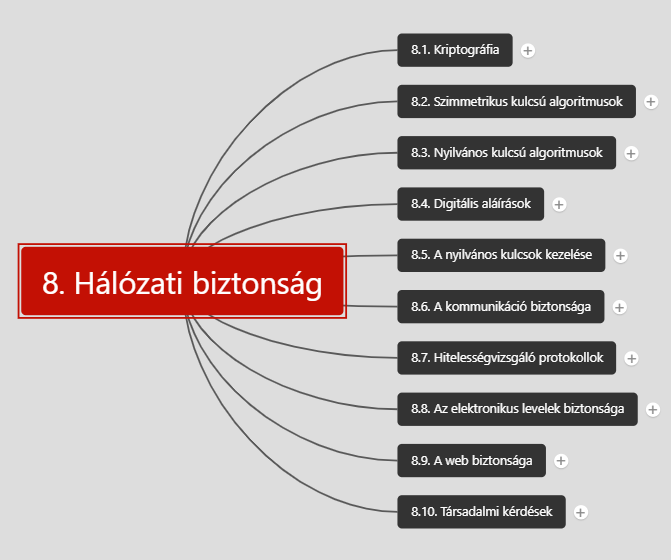 8. Hálózati biztonság
8.1. Kriptográfia
8.2. Szimmetrikus kulcsú algoritmusok
8.3. Nyilvános kulcsú algoritmusok
8.4. Digitális aláírások
8.5. A nyilvános kulcsok kezelése
8.6. A kommunikáció biztonsága
8.7. Hitelességvizsgáló protokollok
8.8. Az elektronikus levelek biztonsága
8.9. A web biztonsága
8.10. Társadalmi kérdések